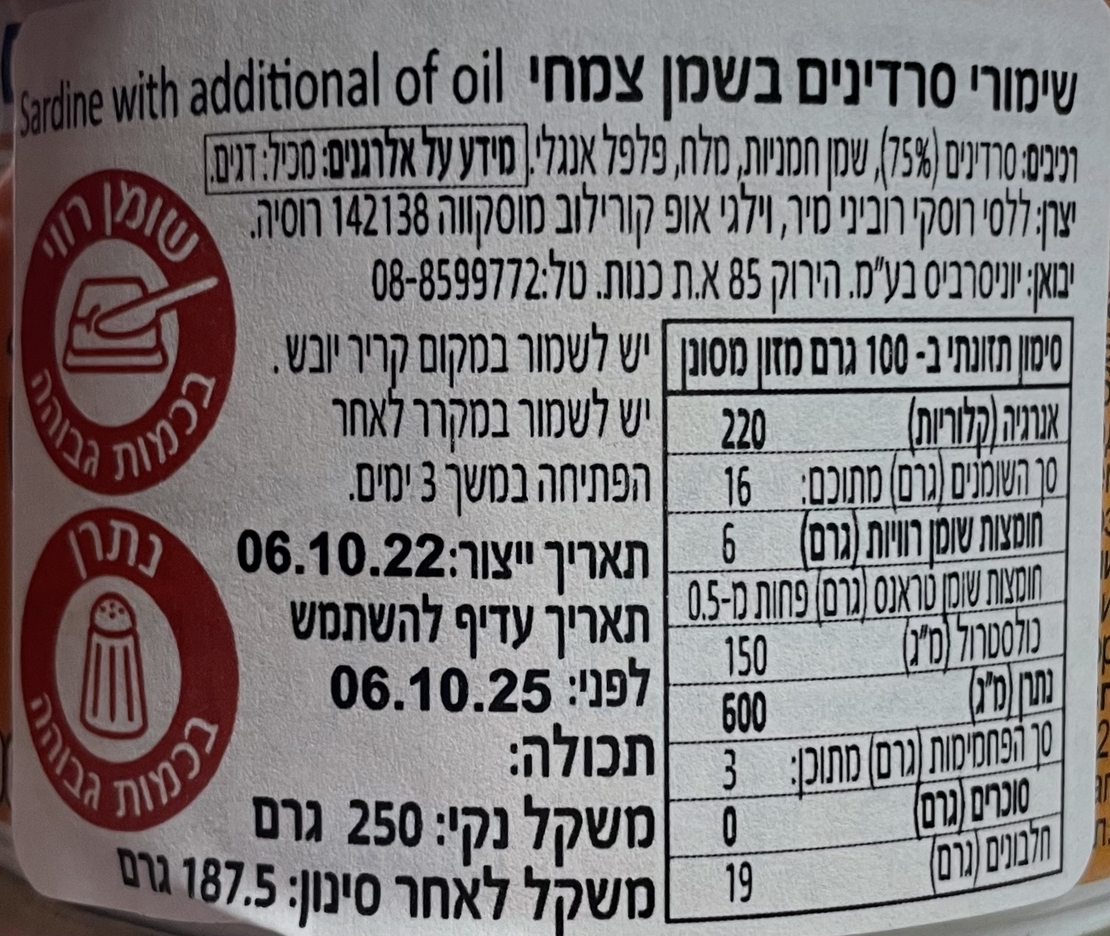 שימורי סרדינים בשמן צמחי Sardine with additional of oil
רכיבים: סרדינים (75%), שמן חמניות, מלח, פלפל אנגלי. מידע על אלרגנים: מכיל: דגים.
יצרן: ללסי רוסקי רוביני מיר, וילגי אופ קורילוב מוסקווה 142138 רוסיה.
יבואן: יוניסרביס בע"מ. הירוק 85 א.ת כנות. טל: 08-8599772
סימון תזונתי ב- 100 גרם מזון מסונן
אנרגיה (קלוריות) 220
סך השומנים (גרם) מתוכם: 16
חומצות שומן רוויות (גרם) 6
חומצות שומן טראנס (גרם) פחות מ-0.5
כולסטרול (מ"ג) 150
נתרן (מ"ג) 600
סך הפחמימות (גרם) מתוכן: 3
סוכרים (גרם) 0
חלבונים (גרם) 19
יש לשמור במקום קריר יובש.
יש לשמור במקרר לאחר
הפתיחה במשך 3 ימים.
תאריך ייצור: 06.10.22
תאריך עדיף להשתמש
לפני: 06.10.25
תכולה:
משקל נקי: 250 גרם
משקל לאחר סינון: 187.5 גרם
שומן רווי
בכמות גבוהה
נתרן
בכמות גבוהה